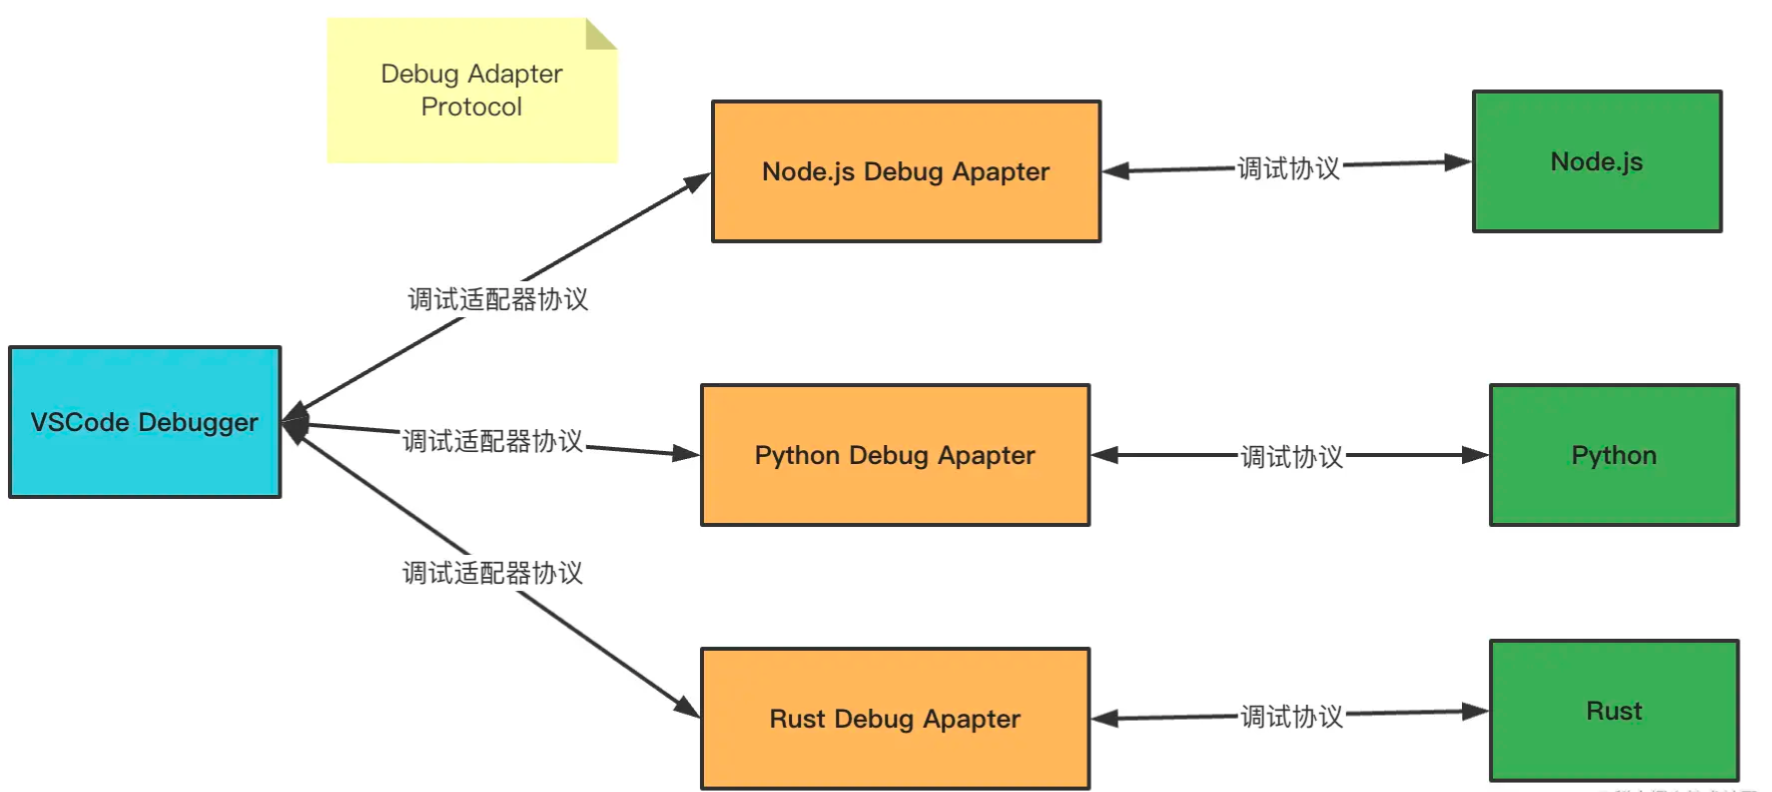 Debug Adapter
Protocol
Node.js Debug Apapter
调试协议
Node.js
调试适配器协议
VSCode Debugger
调试适配器协议
Python Debug Apapter
调试协议
Python
调试适配器协议
Rust Debug Apapter
调试协议
Rust